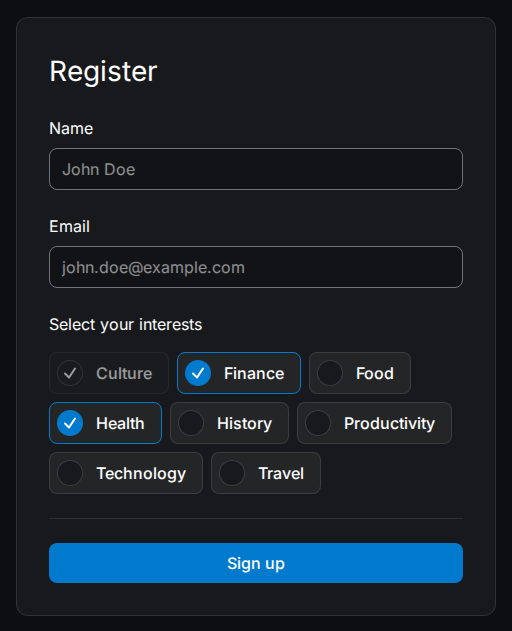 Register
Name
John Doe
Email
john.doe@example.com
Select your interests
Culture Finance Food
Health History Productivity
Technology Travel
Sign up